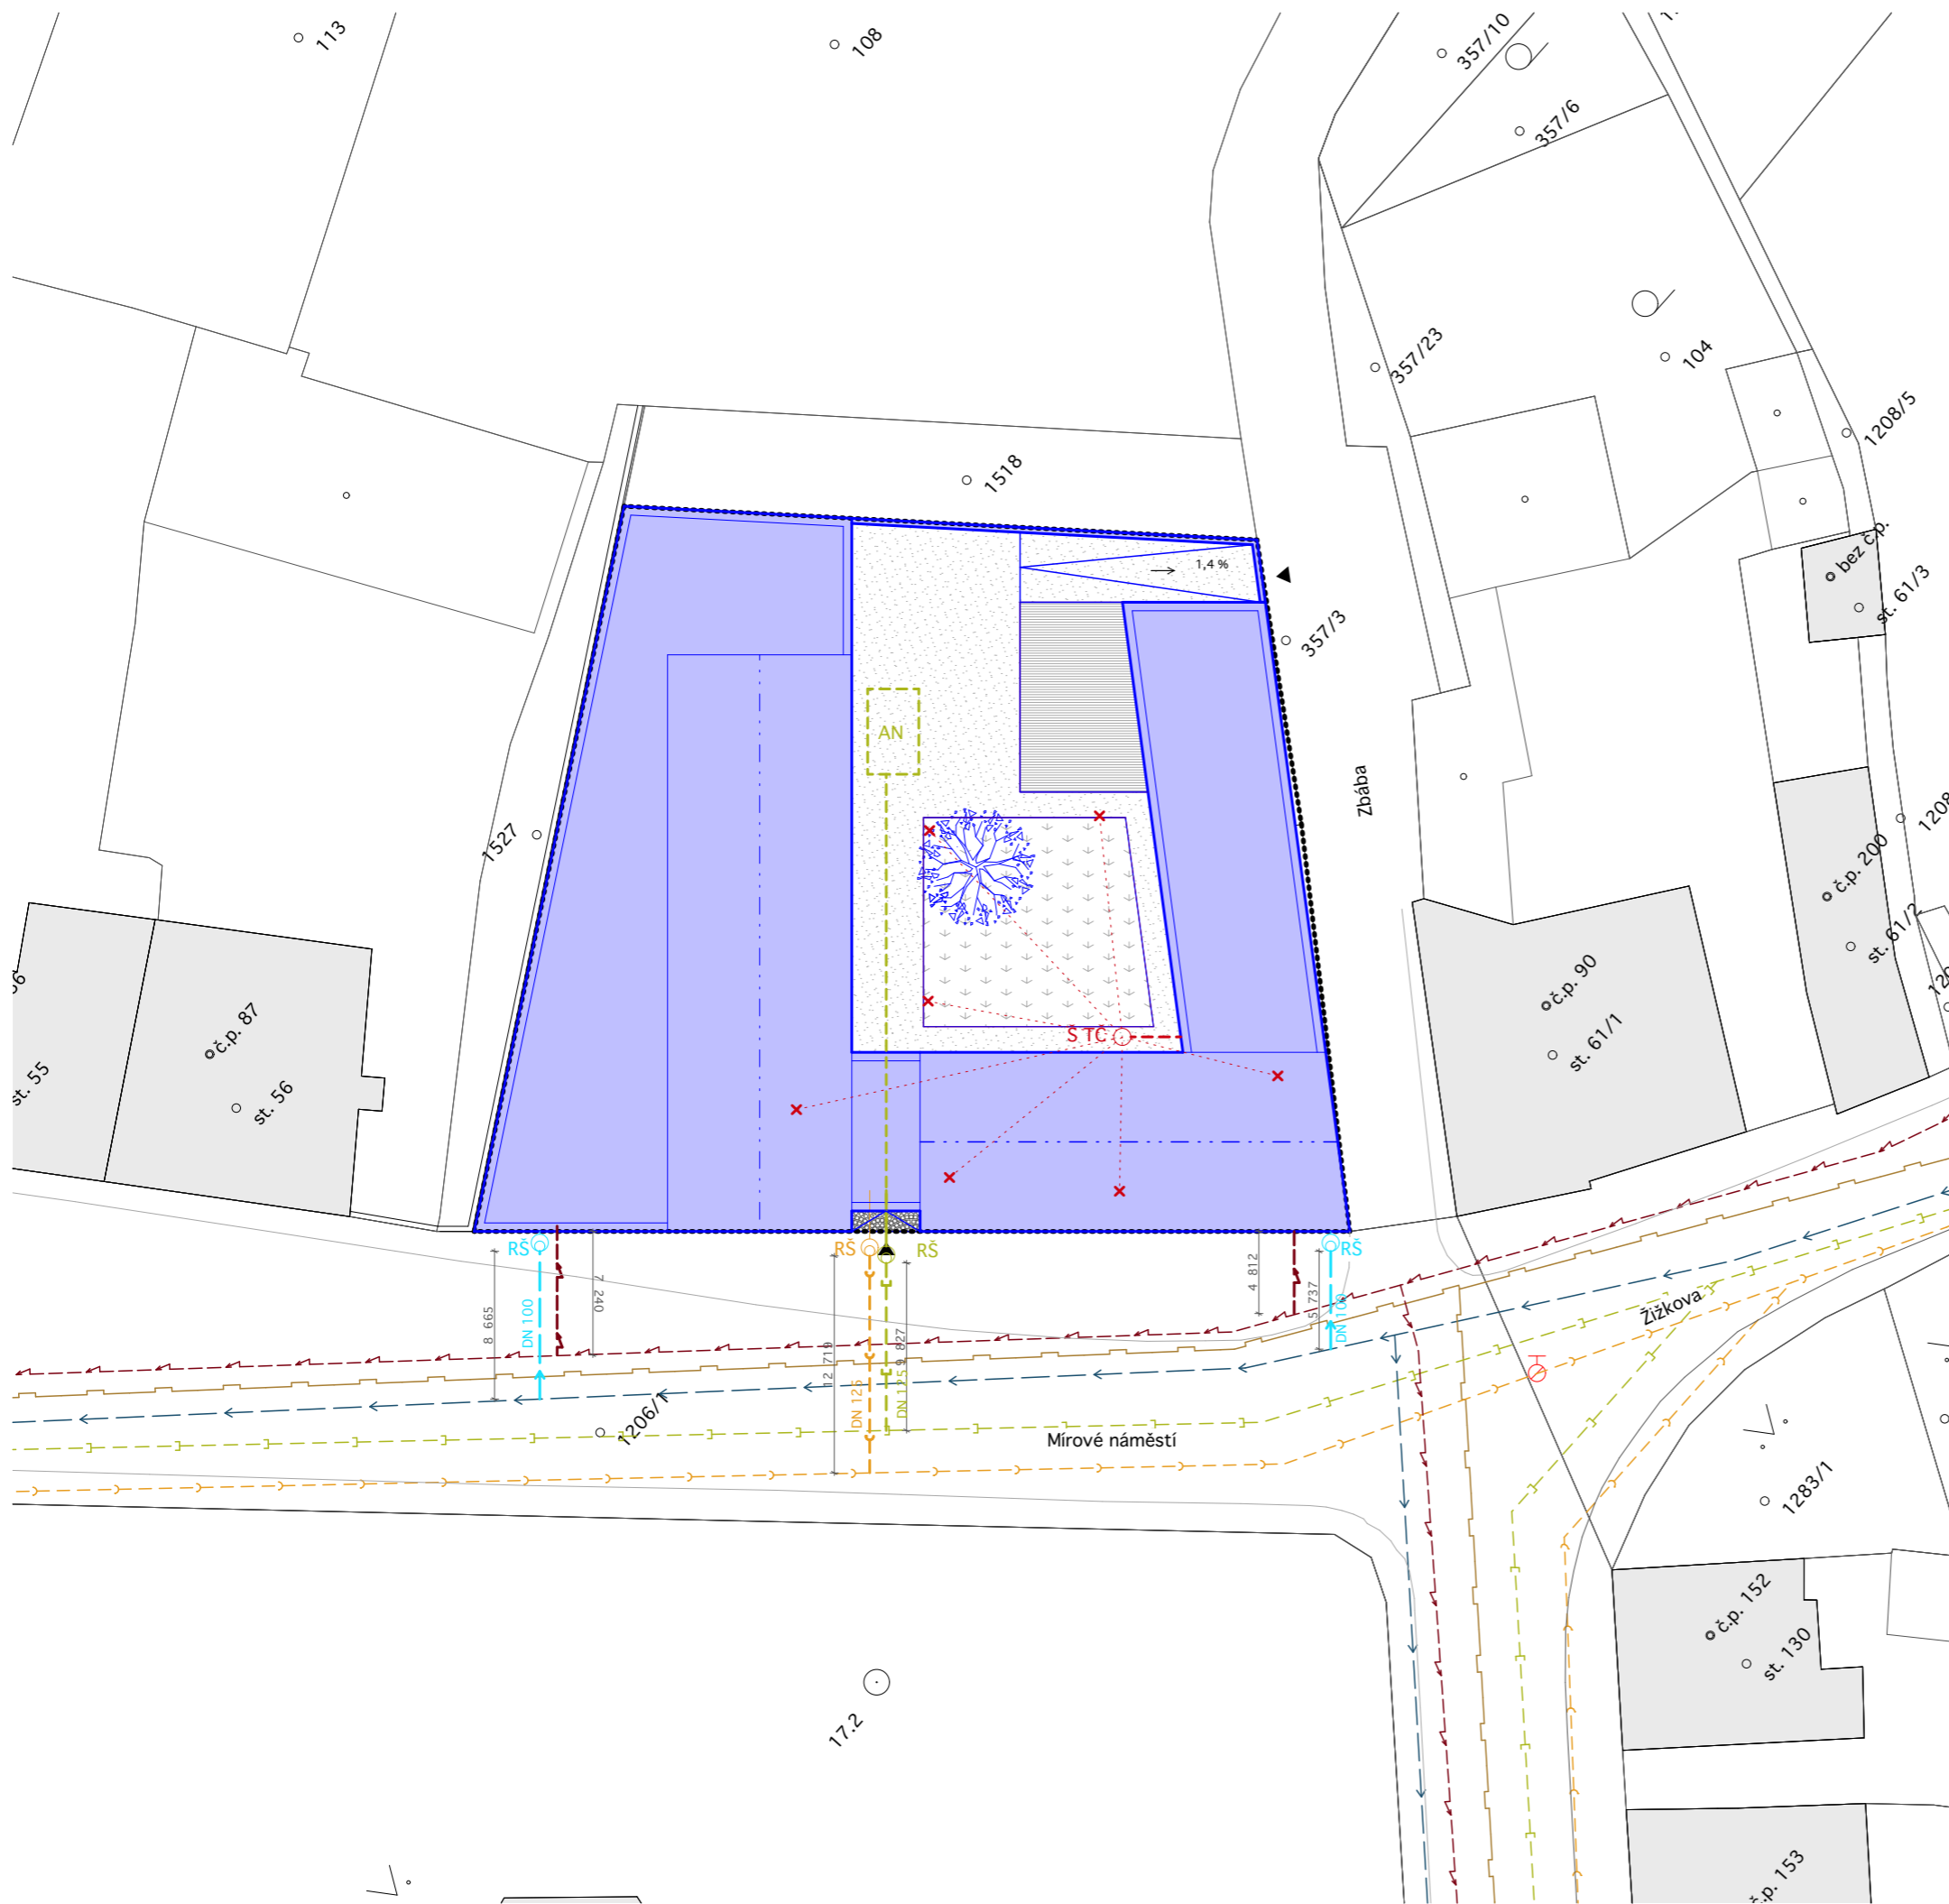 113
108
357/10
357/6
357/23
104
1208/5
1518
bez č.p.
st. 61/3
1,4 %
357/3
AN
Zbába
1527
č.p. 200
st. 61/2
č.p. 90
st. 61/1
č.p. 87
st. 56
st. 55
Š TČ
RŠ
RŠ
RŠ
RŠ
8 665
DN 100
7 240
12 719
DN 125
DN 125
9 827
4 812
5 737
DN 100
Žižkova
1206/1
Mírové náměstí
1283/1
č.p. 152
st. 130
17.2
č.p. 153